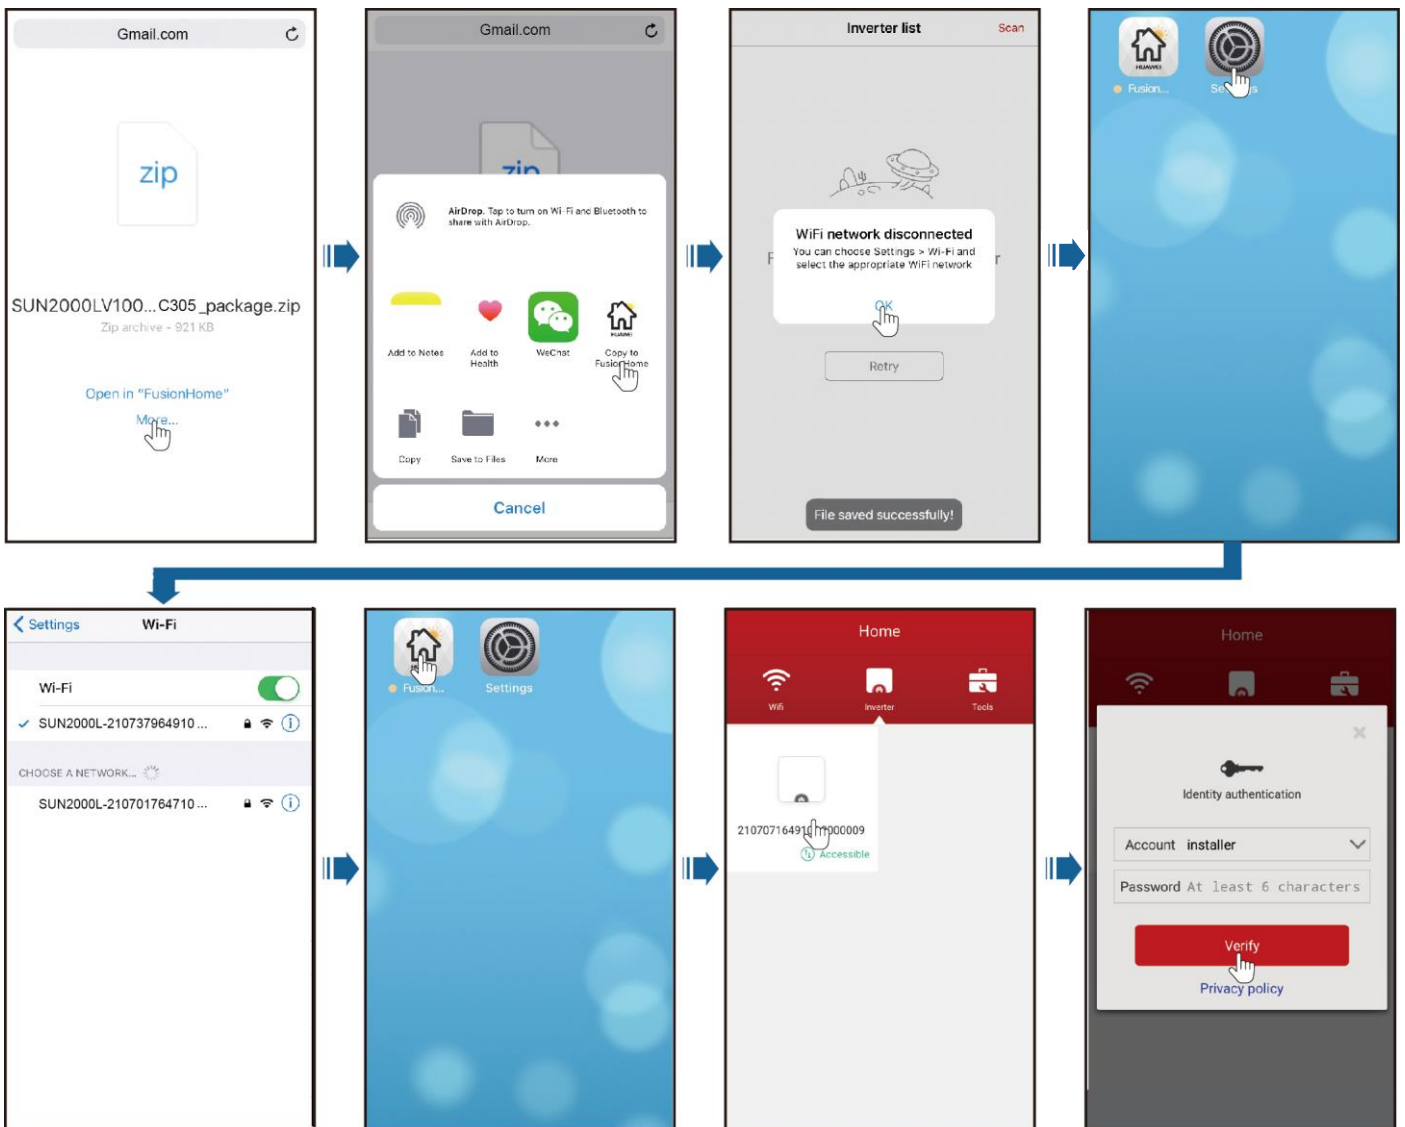 Gmail.com
zip
SUN2000LV100...C305_package.zip
Zip archive - 921 KB
Open in "FusionHome"
More...
Gmail.com
zip
AirDrop. Tap to turn on Wi-Fi and Bluetooth to
share with AirDrop.
Add to Notes
Add to
Health
WeChat
Copy to
FusionHome
HUAWEI
Copy
Save to Files
More
Cancel
Inverter list
Scan
WiFi network disconnected
You can choose Settings > Wi-Fi and
select the appropriate WiFi network
OK
Retry
File saved successfully!
HUAWEI
Fusion...
Settings
Settings
Wi-Fi
Wi-Fi
SUN2000L-210737964910...
CHOOSE A NETWORK...
SUN2000L-210701764710...
Fusion...
Settings
Home
Wifi
Inverter
Tools
Accessible
Home
Identity authentication
Account installer
Password At least 6 characters
Verify
Privacy policy